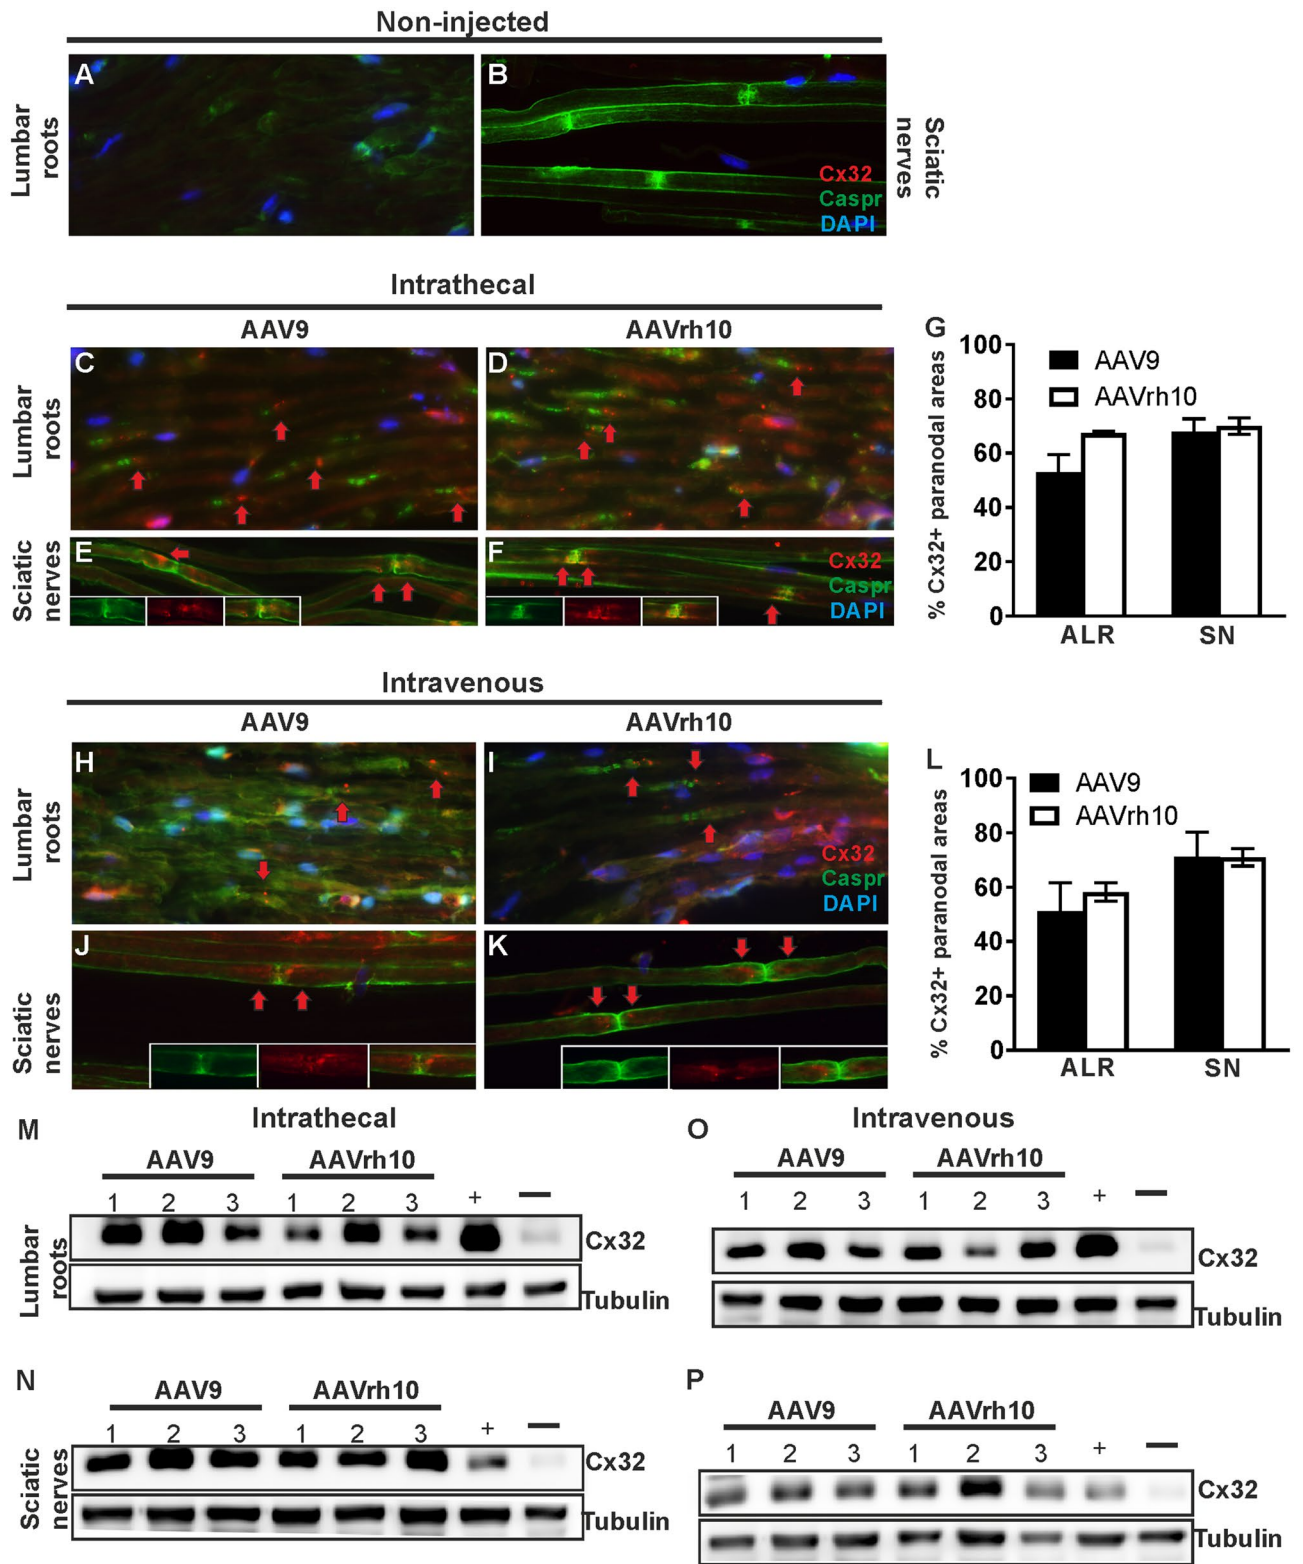 Non-injected
A
B
Lumbar
roots
Sciatic
nerves
Cx32
Caspr
DAPI
Intrathecal
AAV9
AAVrh10
C
D
Lumbar
roots
E
F
Sciatic
nerves
Cx32
Caspr
DAPI
G
% Cx32+ paranodal areas
100
80
60
40
20
0
AAV9
AAVrh10
ALR
SN
Intravenous
AAV9
AAVrh10
H
I
Lumbar
roots
Cx32
Caspr
DAPI
J
K
Sciatic
nerves
L
% Cx32+ paranodal areas
100
80
60
40
20
0
AAV9
AAVrh10
ALR
SN
M
Intrathecal
AAV9
AAVrh10
1 2 3 1 2 3 + −
Lumbar
roots
Cx32
Tubulin
O
Intravenous
AAV9
AAVrh10
1 2 3 1 2 3 + −
Cx32
Tubulin
N
AAV9
AAVrh10
1 2 3 1 2 3 + −
Sciatic
nerves
Cx32
Tubulin
P
AAV9
AAVrh10
1 2 3 1 2 3 + −
Cx32
Tubulin